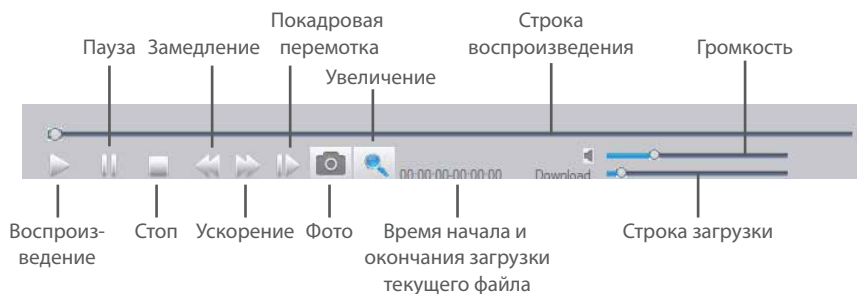 Покадровая
перемотка
Строка
воспроизведения
Пауза
Замедление
Увеличение
Громкость
00:00:00-00:00:00
Download
Воспроиз-
ведение
Стоп
Ускорение
Фото
Время начала и
окончания загрузки
текущего файла
Строка загрузки